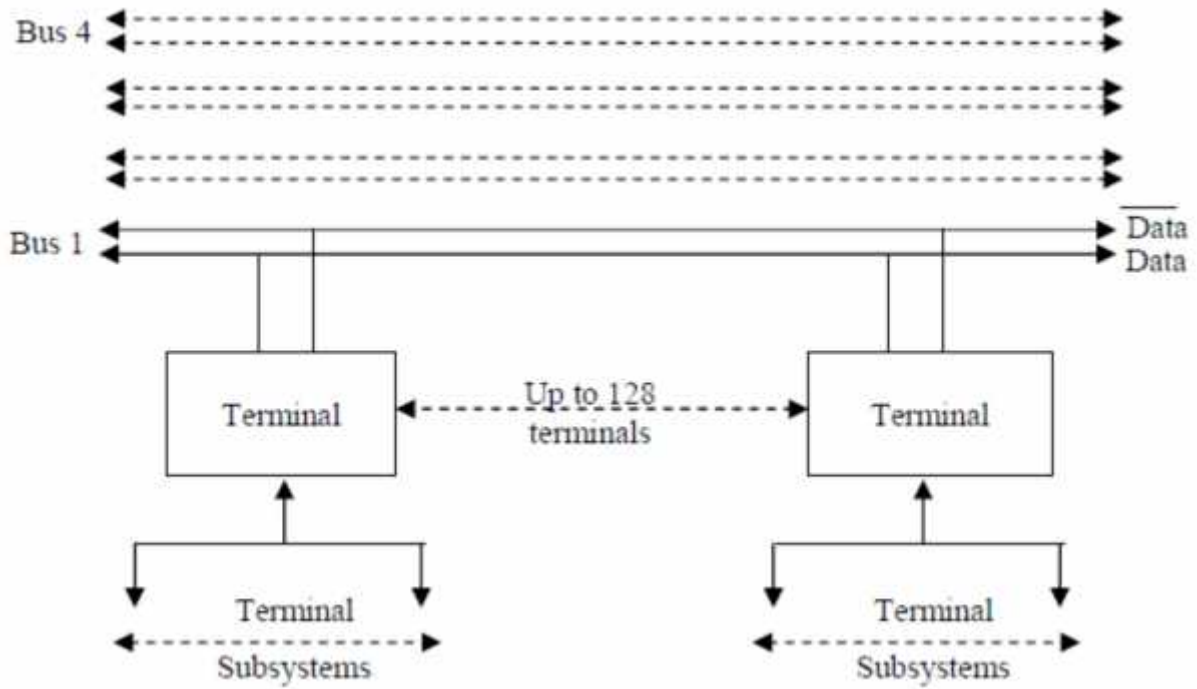 Bus 4
Bus 1
Data
Data
Terminal
Up to 128
terminals
Terminal
Terminal
Subsystems
Terminal
Subsystems